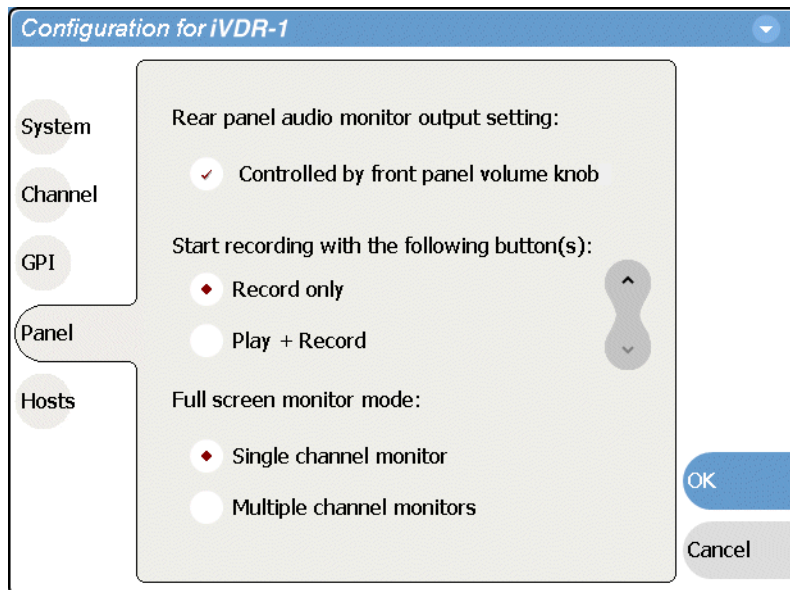 Configuration for iVDR-1
System
Channel
GPI
Panel
Hosts
Rear panel audio monitor output setting:
Controlled by front panel volume knob
Start recording with the following button(s):
Record only
Play + Record
Full screen monitor mode:
Single channel monitor
Multiple channel monitors
OK
Cancel